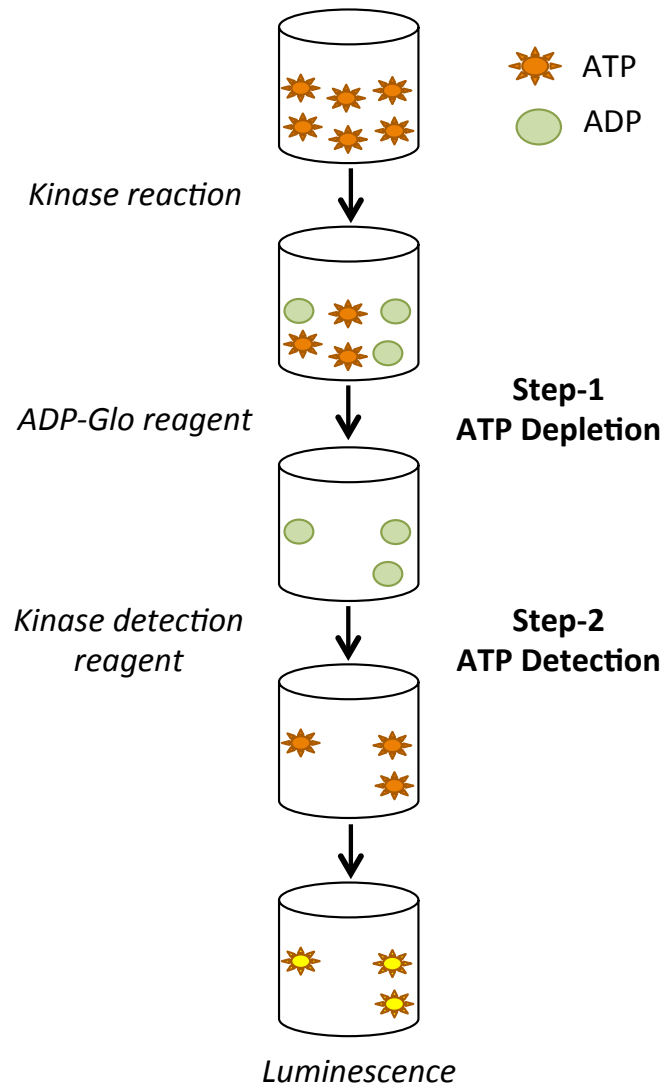 ATP
ADP
Kinase reaction
ADP-Glo reagent
Step-1
ATP Depletion
Kinase detection
reagent
Step-2
ATP Detection
Luminescence